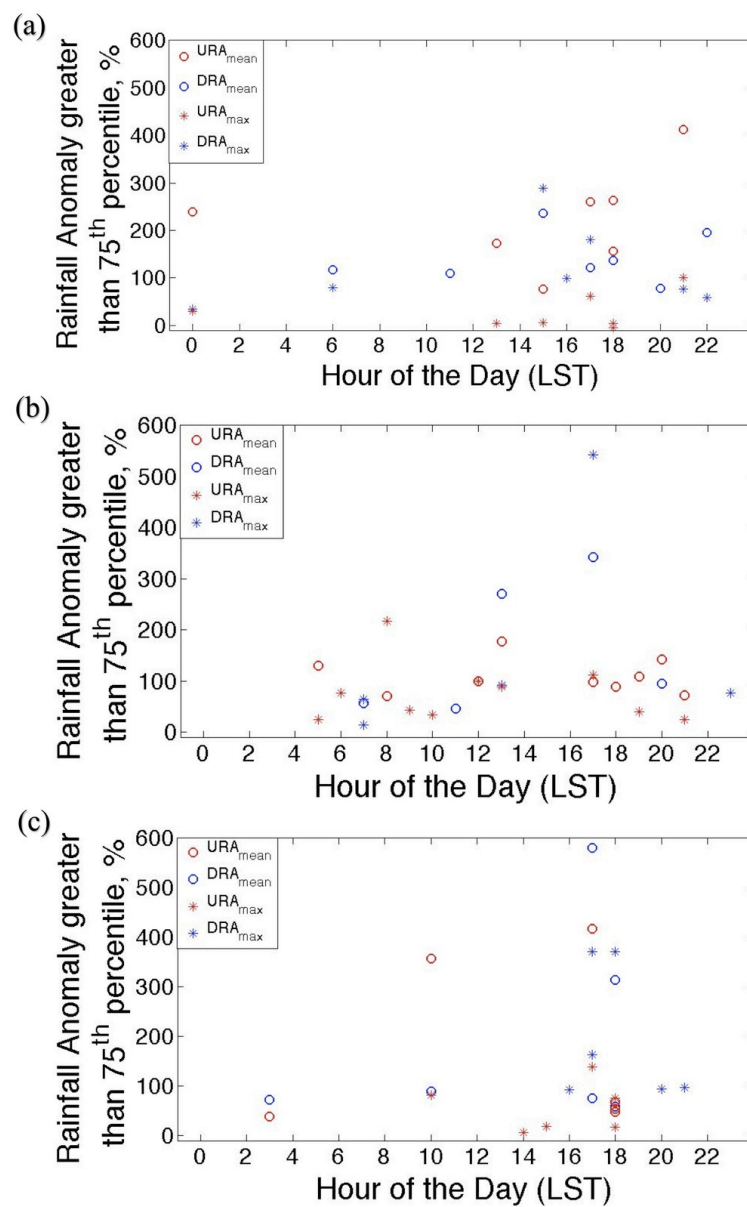 (a)
600
500
400
300
200
100
0
URAmean
DRAmean
URAmax
DRAmax
Rainfall Anomaly greater
than 75th percentile, %
0 2 4 6 8 10 12 14 16 18 20 22
Hour of the Day (LST)
(b)
600
500
400
300
200
100
0
URAmean
DRAmean
URAmax
DRAmax
Rainfall Anomaly greater
than 75th percentile, %
0 2 4 6 8 10 12 14 16 18 20 22
Hour of the Day (LST)
(c)
600
500
400
300
200
100
0
URAmean
DRAmean
URAmax
DRAmax
Rainfall Anomaly greater
than 75th percentile, %
0 2 4 6 8 10 12 14 16 18 20 22
Hour of the Day (LST)